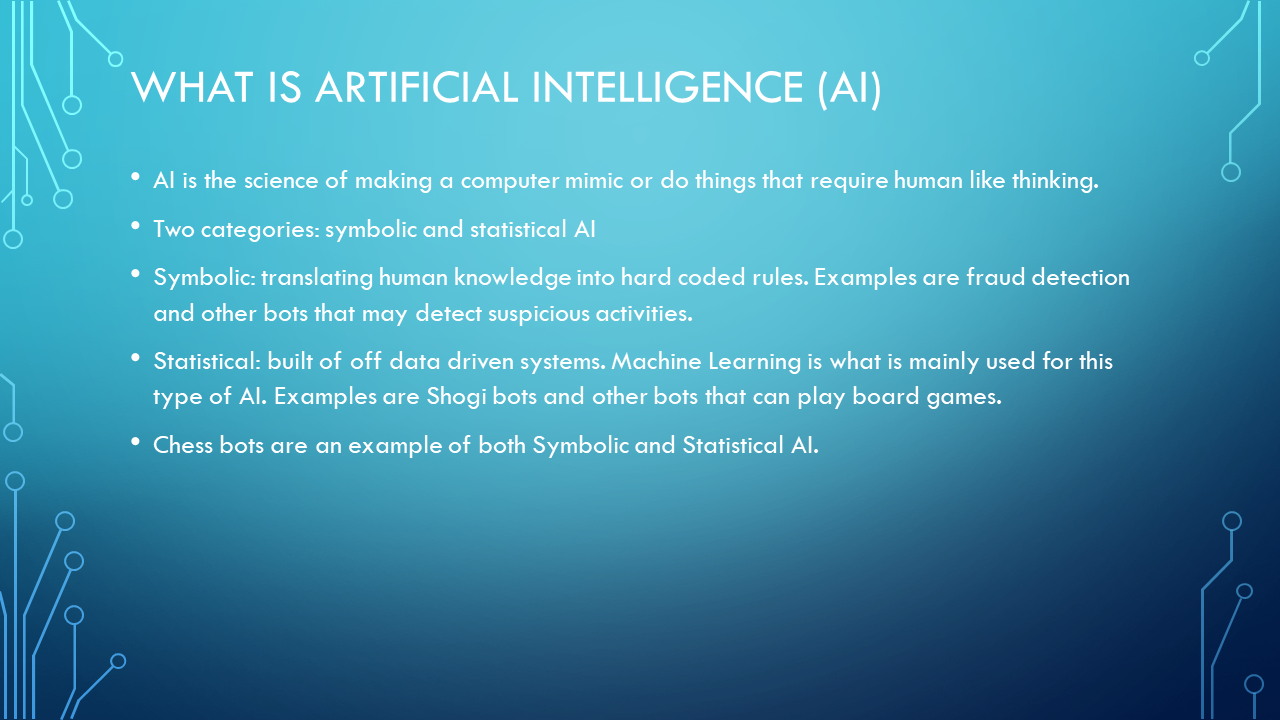 WHAT IS ARTIFICIAL INTELLIGENCE (AI)
• AI is the science of making a computer mimic or do things that require human like thinking.
• Two categories: symbolic and statistical AI
• Symbolic: translating human knowledge into hard coded rules. Examples are fraud detection
and other bots that may detect suspicious activities.
• Statistical: built of off data driven systems. Machine Learning is what is mainly used for this
type of AI. Examples are Shogi bots and other bots that can play board games.
• Chess bots are an example of both Symbolic and Statistical AI.